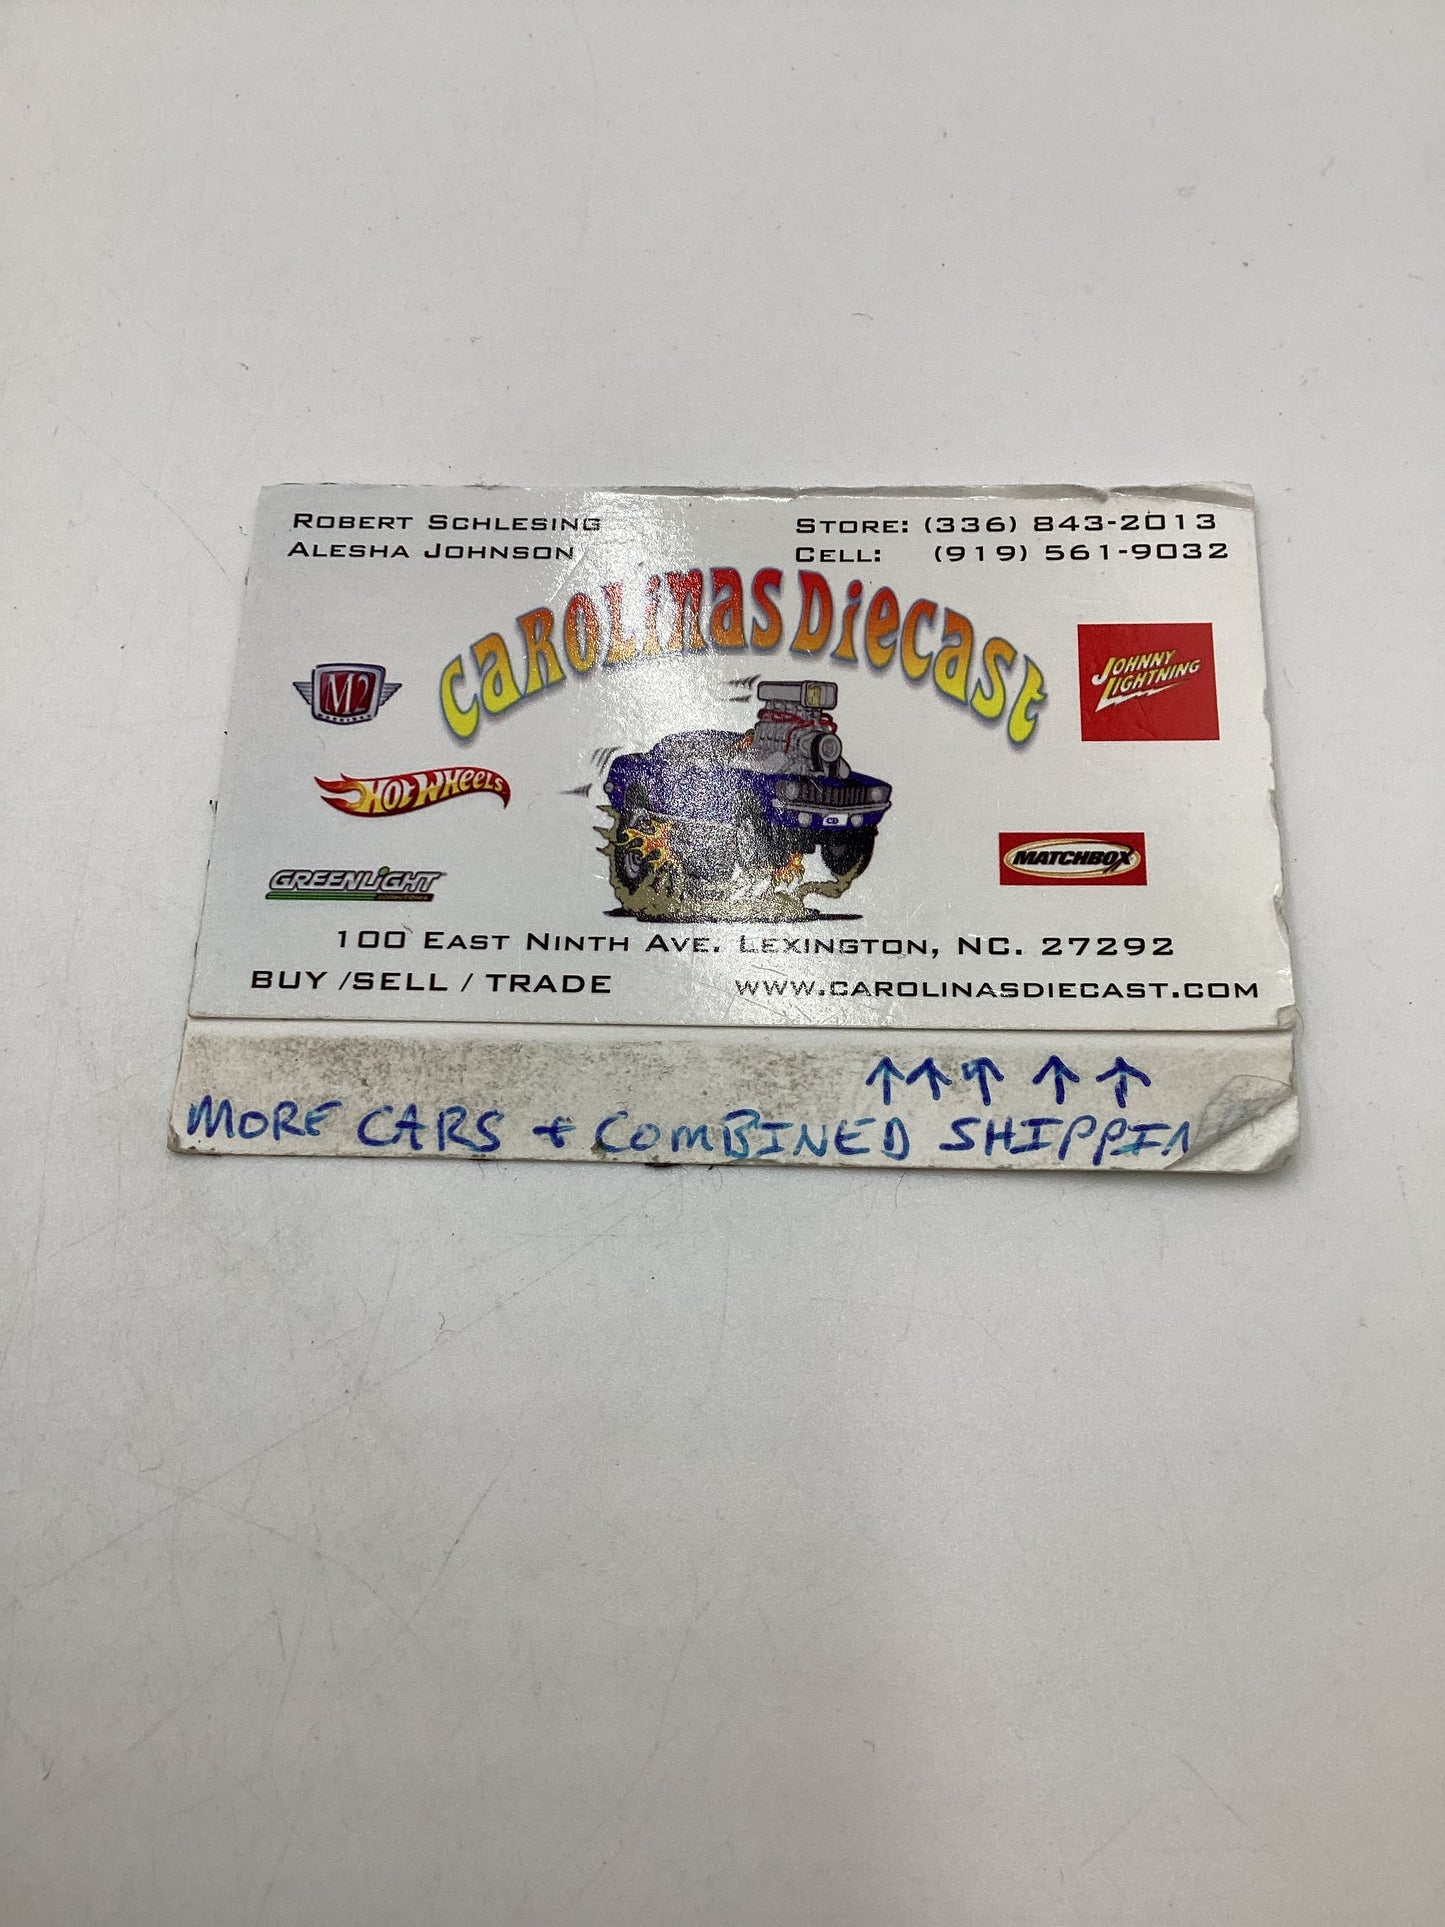 ROBERT SCHLESING
ALESHA JOHNSON
STORE: (336) 843-2013
CELL: (919) 561-9032
CAROLINAS DIECAST
M2
MACHINES
JOHNNY
LIGHTNING
HOT WHEELS
CD
MATCHBOX
GREENLIGHT
100 EAST NINTH AVE. LEXINGTON, NC. 27292
BUY /SELL / TRADE
WWW.CAROLINASDIECAST.COM
↑ ↑ ↑ ↑ ↑
MORE CARS + COMBINED SHIPPIN